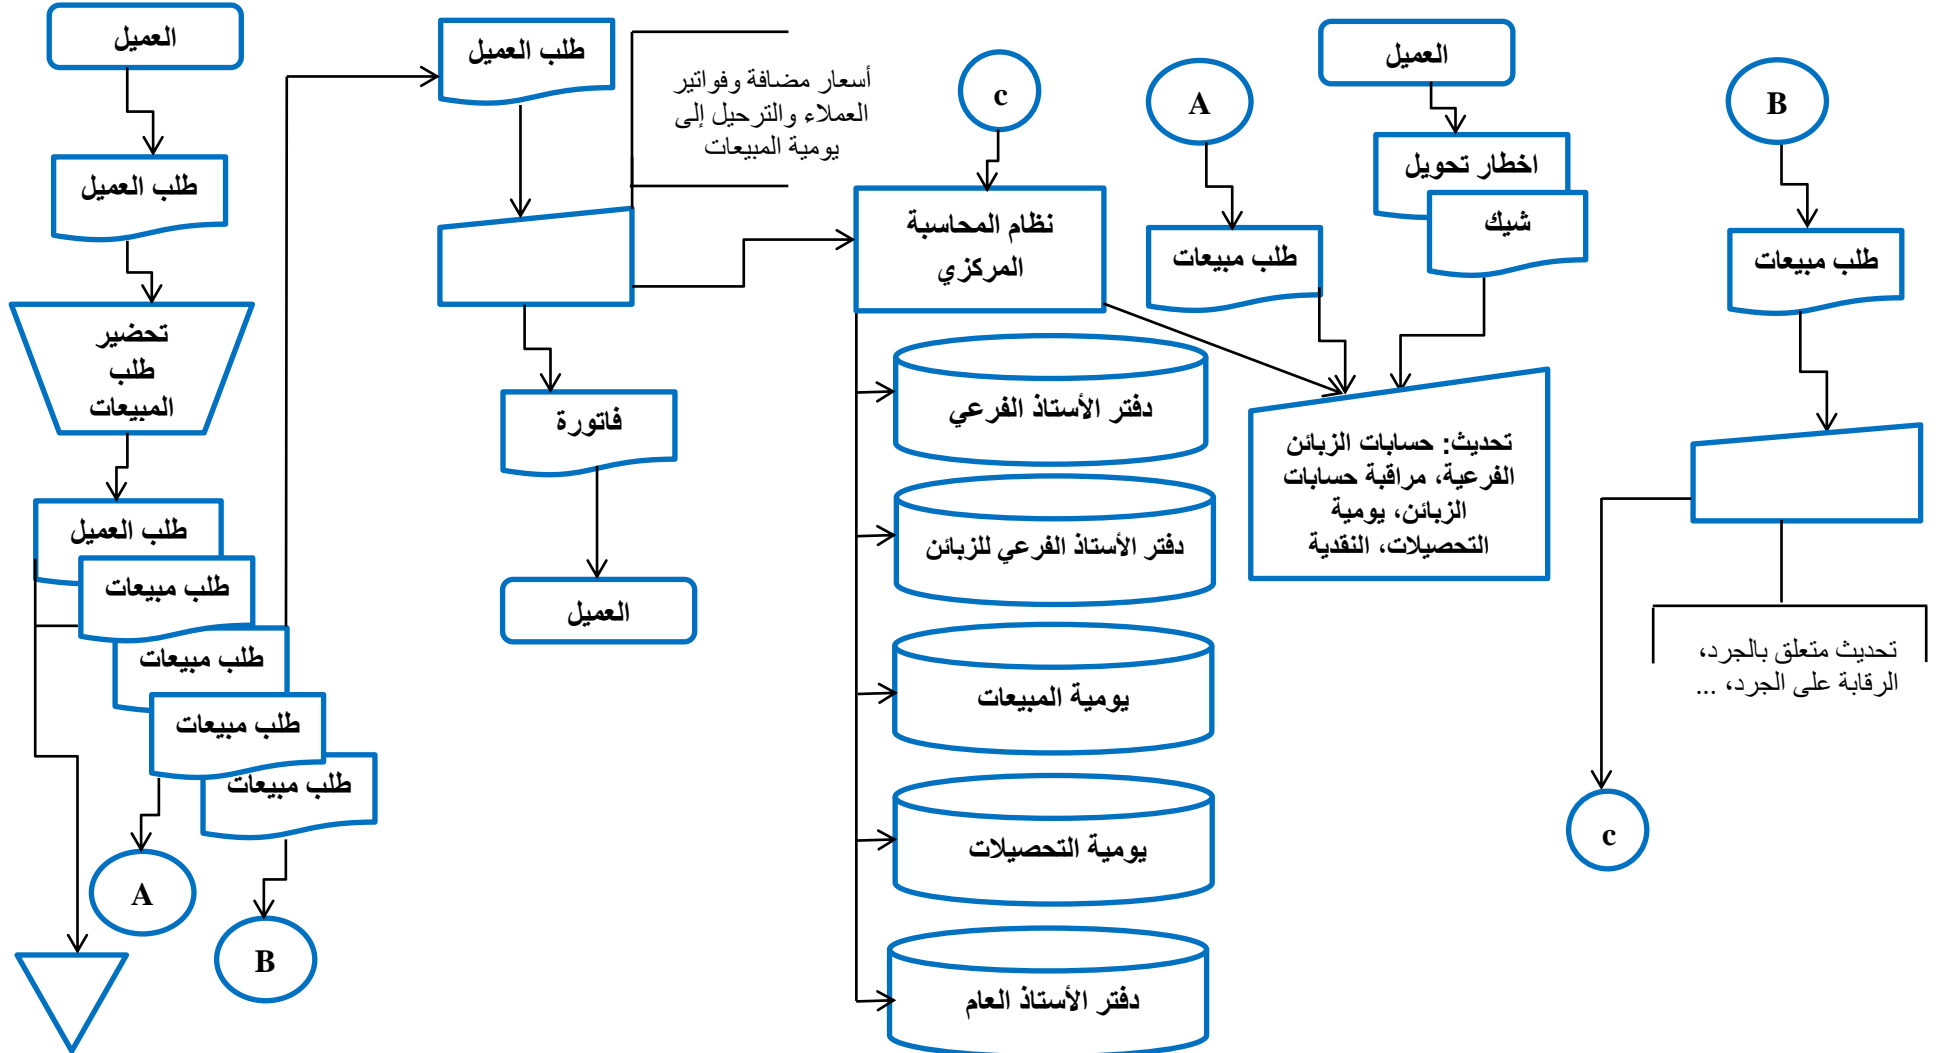 العميل
طلب العميل
تحضير
طلب
المبيعات
طلب العميل
طلب مبيعات
طلب مبيعات
طلب مبيعات
طلب مبيعات
A
B
طلب العميل
أسعار مضافة وفواتير
العملاء والترحيل إلى
يومية المبيعات
فاتورة
العميل
c
نظام المحاسبة
المركزي
دفتر الأستاذ الفرعي
دفتر الأستاذ الفرعي للزبائن
يومية المبيعات
يومية التحصيلات
دفتر الأستاذ العام
A
طلب مبيعات
العميل
اخطار تحويل
شيك
تحديث: حسابات الزبائن
الفرعية، مراقبة حسابات
الزبائن، يومية
التحصيلات، النقدية
B
طلب مبيعات
تحديث متعلق بالجرد،
الرقابة على الجرد، ...
c